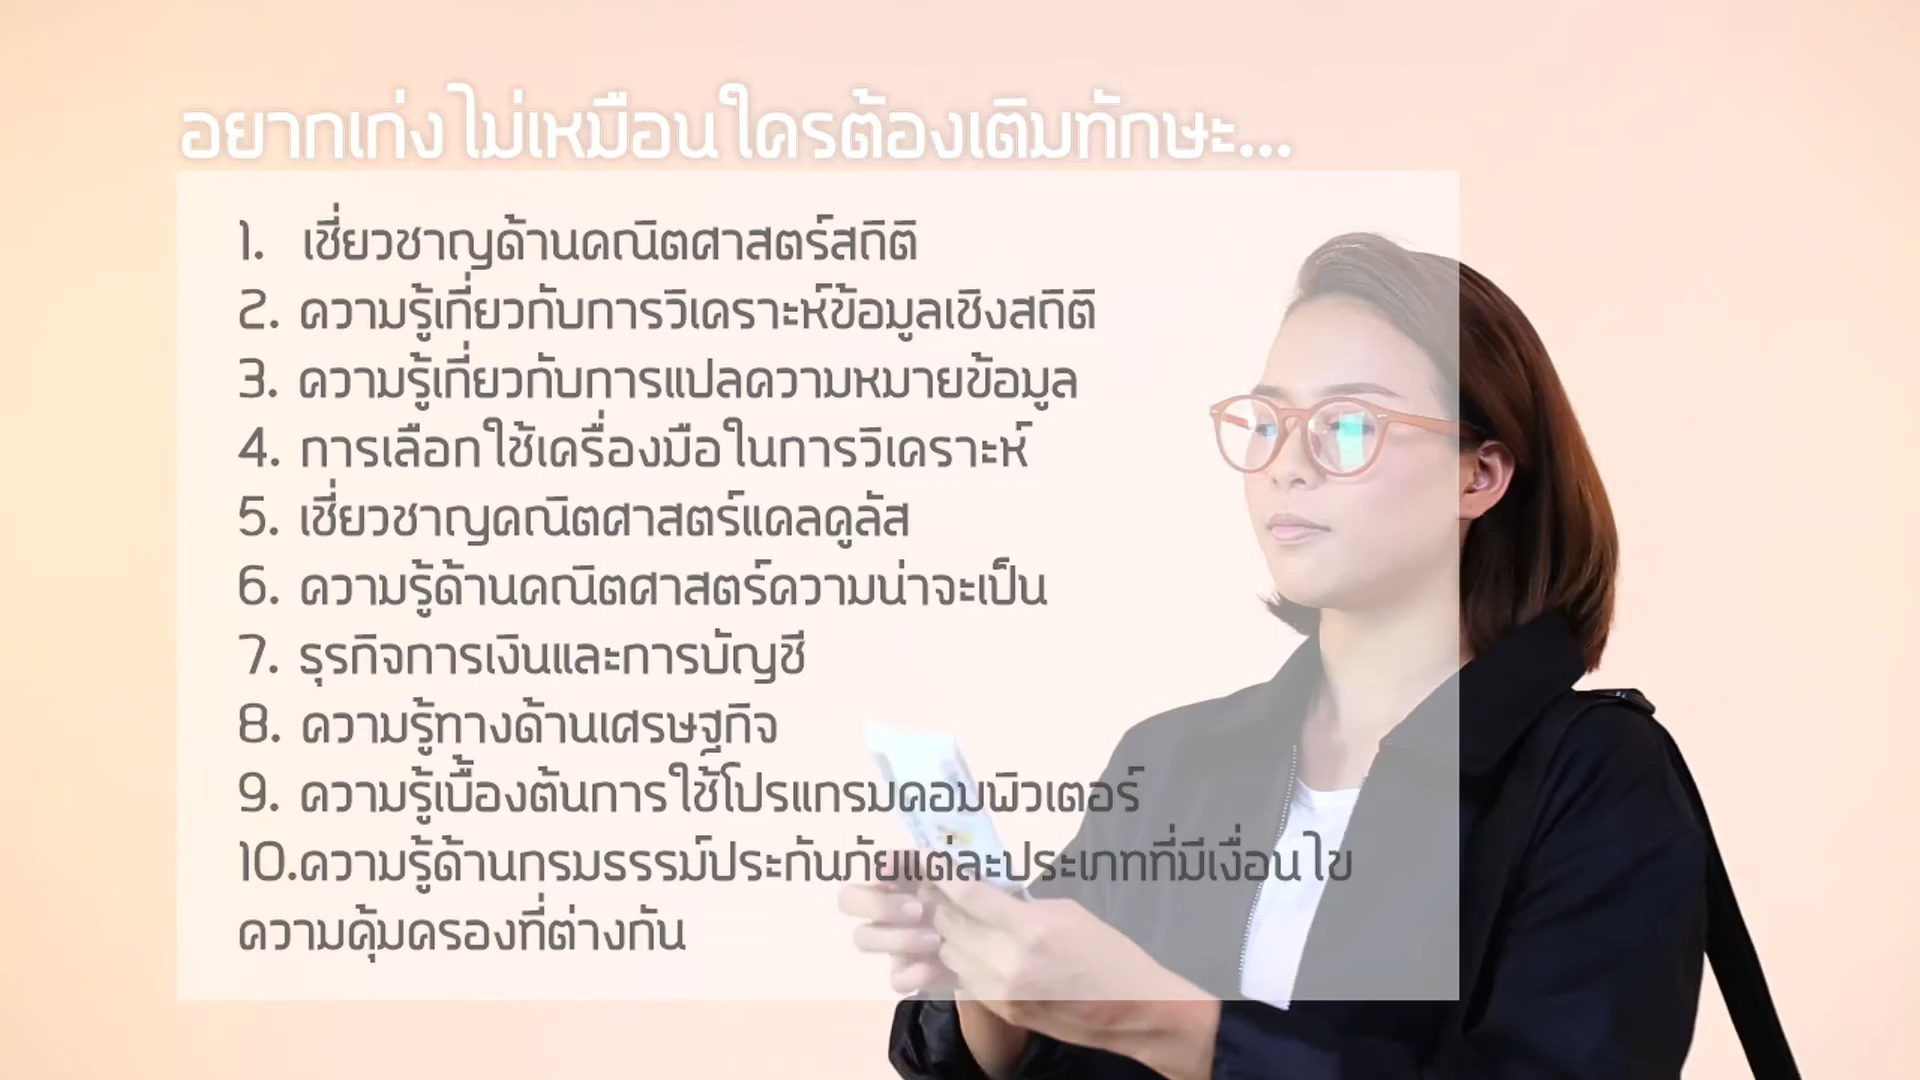 อยากเก่งไม่เหมือนใครต้องเติมทักษะ...
1. เชี่ยวชาญด้านคณิตศาสตร์สถิติ
2. ความรู้เกี่ยวกับการวิเคราะห์ข้อมูลเชิงสถิติ
3. ความรู้เกี่ยวกับการแปลความหมายข้อมูล
4. การเลือกใช้เครื่องมือในการวิเคราะห์
5. เชี่ยวชาญคณิตศาสตร์แคลคูลัส
6. ความรู้ด้านคณิตศาสตร์ความน่าจะเป็น
7. ธุรกิจการเงินและการบัญชี
8. ความรู้ทางด้านเศรษฐกิจ
9. ความรู้เบื้องต้นการใช้โปรแกรมคอมพิวเตอร์
10.ความรู้ด้านกรมธรรม์ประกันภัยแต่ละประเภทที่มีเงื่อนไข
ความคุ้มครองที่ต่างกัน